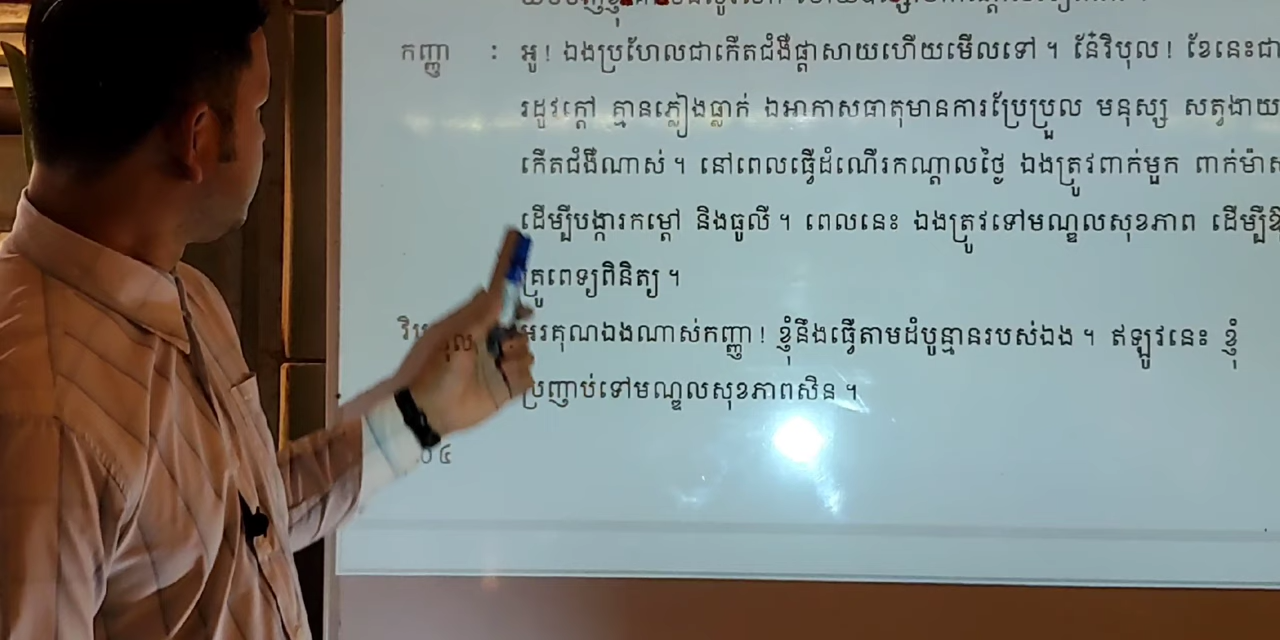 កញ្ញា : អូ! ឯងប្រហែលជាកើតជំងឺផ្ដាសាយហើយមើលទៅ ។ នែ៎វិបុល! ខែនេះជា
រដូវក្ដៅ គ្មានភ្លៀងធ្លាក់ ឯអាកាសធាតុមានការប្រែប្រួល មនុស្ស សត្វងាយ
កើតជំងឺណាស់ ។ នៅពេលធ្វើដំណើរកណ្ដាលថ្ងៃ ឯងត្រូវពាក់មួក ពាក់ម៉ាស
ដើម្បីបង្ការកម្ដៅ និងធូលី ។ ពេលនេះ ឯងត្រូវទៅមណ្ឌលសុខភាព ដើម្បីឱ
គ្រូពេទ្យពិនិត្យ ។
អរគុណឯងណាស់កញ្ញា! ខ្ញុំនឹងធ្វើតាមដំបូន្មានរបស់ឯង ។ ឥឡូវនេះ ខ្ញុំ
ប្រញាប់ទៅមណ្ឌលសុខភាពសិន ។
០៤